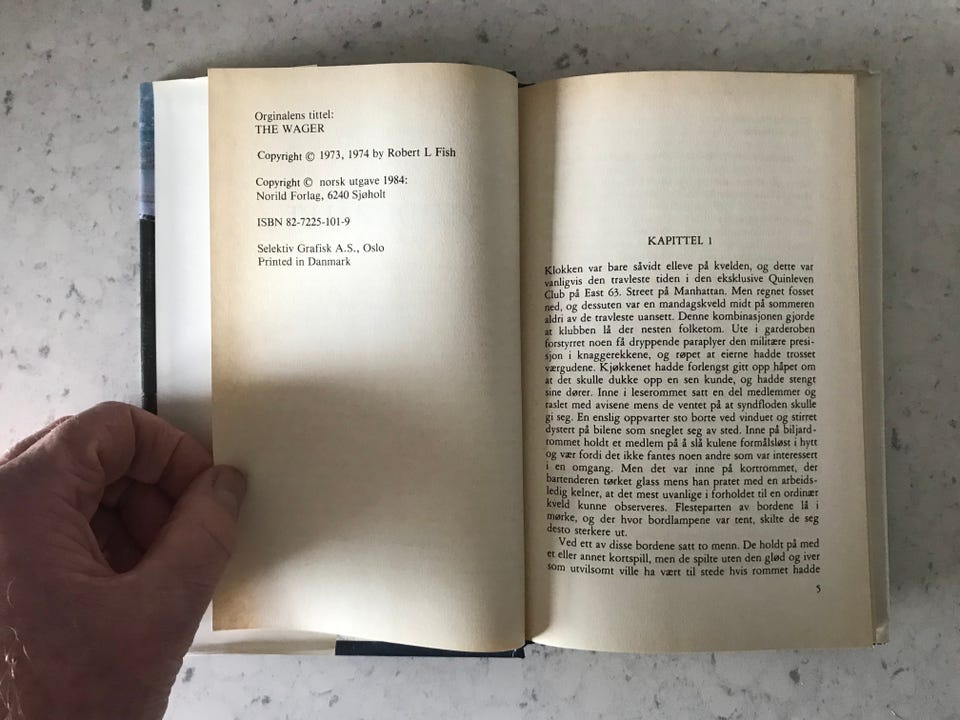 Orginalens tittel:
THE WAGER
Copyright © 1973, 1974 by Robert L Fish
Copyright © norsk utgave 1984:
Norild Forlag, 6240 Sjøholt
ISBN 82-7225-101-9
Selektiv Grafisk A.S., Oslo
Printed in Danmark
KAPITTEL 1
Klokken var bare såvidt elleve på kvelden, og dette var
vanligvis den travleste tiden i den eksklusive Quinleven
Club på East 63. Street på Manhattan. Men regnet fosset
ned, og dessuten var en mandagskveld midt på sommeren
aldri av de travleste uansett. Denne kombinasjonen gjorde
at klubben lå der nesten folketom. Ute i garderoben
forstyrret noen få dryppende paraplyer den militære presi-
sjon i knaggerekkene, og røpet at eierne hadde trosset
værgudene. Kjøkkenet hadde forlengst gitt opp håpet om
at det skulle dukke opp en sen kunde, og hadde stengt
sine dører. Inne i leserommet satt en del medlemmer og
raslet med avisene mens de ventet på at syndfloden skulle
gi seg. En enslig oppvarter sto borte ved vinduet og stirret
dystert på bilene som sneglet seg av sted. Inne på biljard-
rommet holdt et medlem på å slå kulene formålsløst i hytt
og vær fordi det ikke fantes noen andre som var interessert
i en omgang. Men det var inne på kortrommet, der
bartenderen tørket glass mens han pratet med en arbeids-
ledig kelner, at det mest uvanlige i forholdet til en ordinær
kveld kunne observeres. Flesteparten av bordene lå i
mørke, og der hvor bordlampene var tent, skilte de seg
desto sterkere ut.
Ved ett av disse bordene satt to menn. De holdt på med
et eller annet kortspill, men de spilte uten den glød og iver
som utvilsomt ville ha vært til stede hvis rommet hadde
5